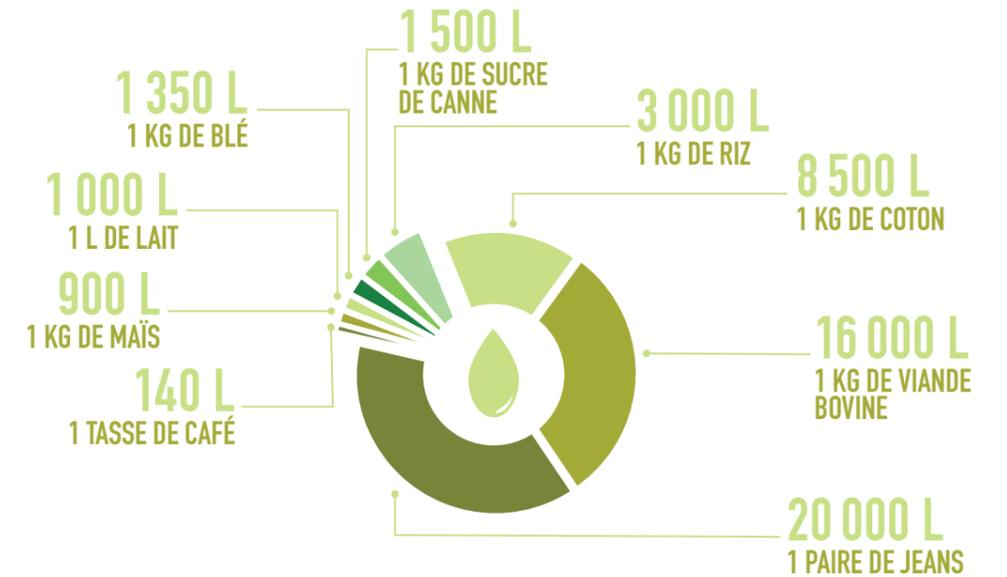 1 500 L
1 KG DE SUCRE
DE CANNE
1 350 L
1 KG DE BLÉ
3 000 L
1 KG DE RIZ
8 500 L
1 KG DE COTON
1 000 L
1 L DE LAIT
900 L
1 KG DE MAÏS
16 000 L
1 KG DE VIANDE
BOVINE
140 L
1 TASSE DE CAFÉ
20 000 L
1 PAIRE DE JEANS